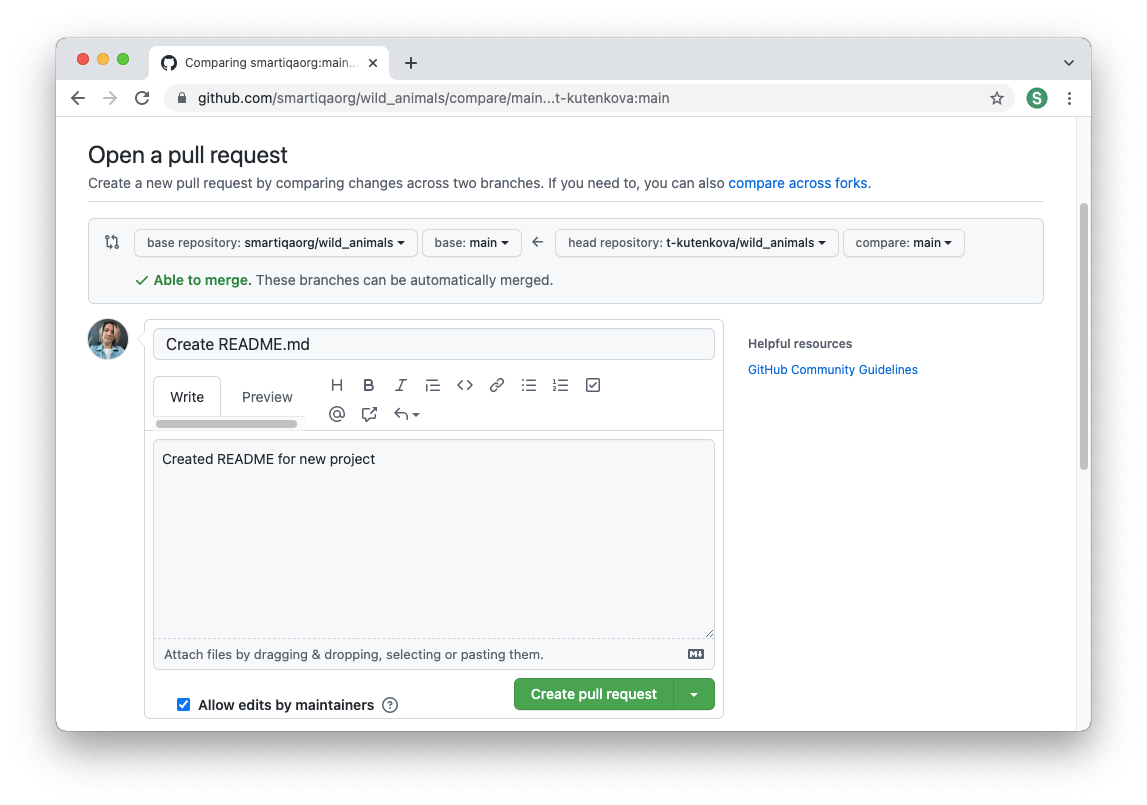 Comparing smartiqaorg:main...
github.com/smartiqaorg/wild_animals/compare/main...t-kutenkova:main
S
Open a pull request
Create a new pull request by comparing changes across two branches. If you need to, you can also compare across forks.
base repository: smartiqaorg/wild_animals base: main head repository: t-kutenkova/wild_animals compare: main
Able to merge. These branches can be automatically merged.
Create README.md
Helpful resources
GitHub Community Guidelines
Write Preview
Created README for new project
Attach files by dragging & dropping, selecting or pasting them.
Allow edits by maintainers
Create pull request